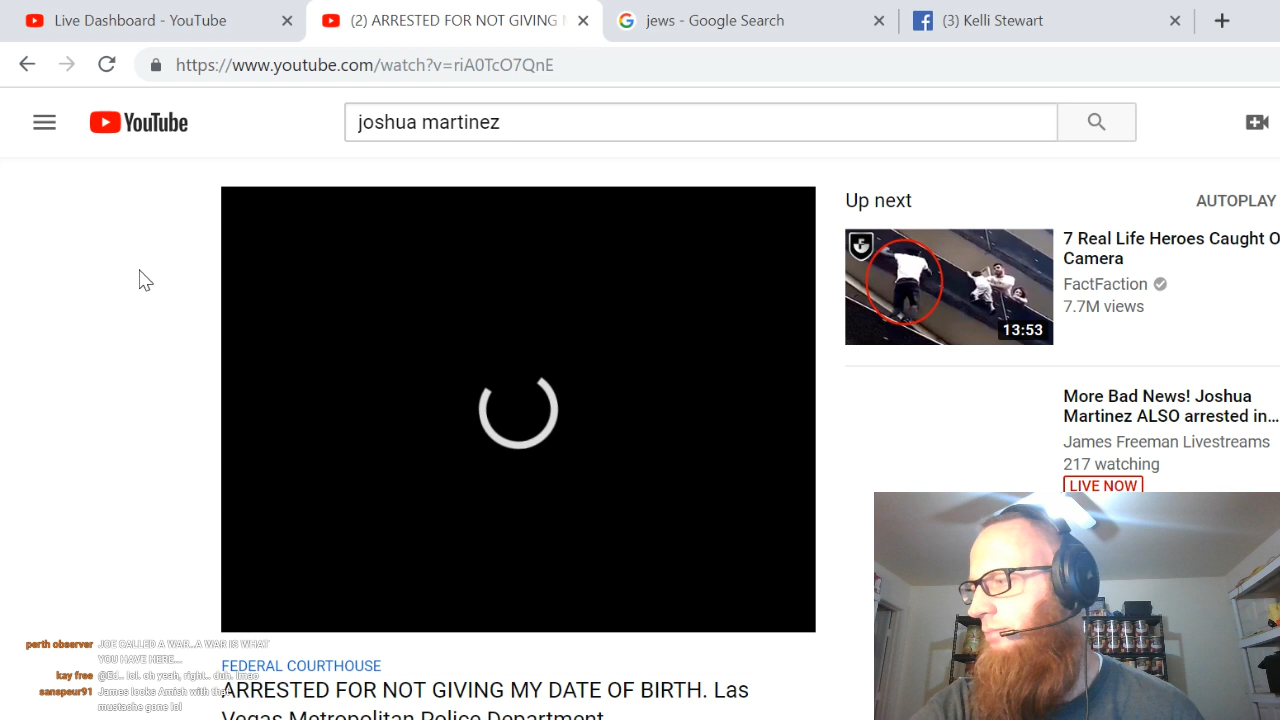 Live Dashboard - YouTube
(2) ARRESTED FOR NOT GIVING
jews - Google Search
(3) Kelli Stewart
https://www.youtube.com/watch?v=riA0TcO7QnE
YouTube
joshua martinez
Up next
AUTOPLAY
7 Real Life Heroes Caught O
Camera
FactFaction
7.7M views
13:53
More Bad News! Joshua
Martinez ALSO arrested in...
James Freeman Livestreams
217 watching
LIVE NOW
perth observer JOE CALLED A WAR..A WAR IS WHAT
YOU HAVE HERE...
kay free @Ed.. lol. oh yeah, right.. duh. lmao
sanspeur91 James looks Amish with that
mustache gone lol
FEDERAL COURTHOUSE
ARRESTED FOR NOT GIVING MY DATE OF BIRTH. Las
Vegas Metropolitan Police Department